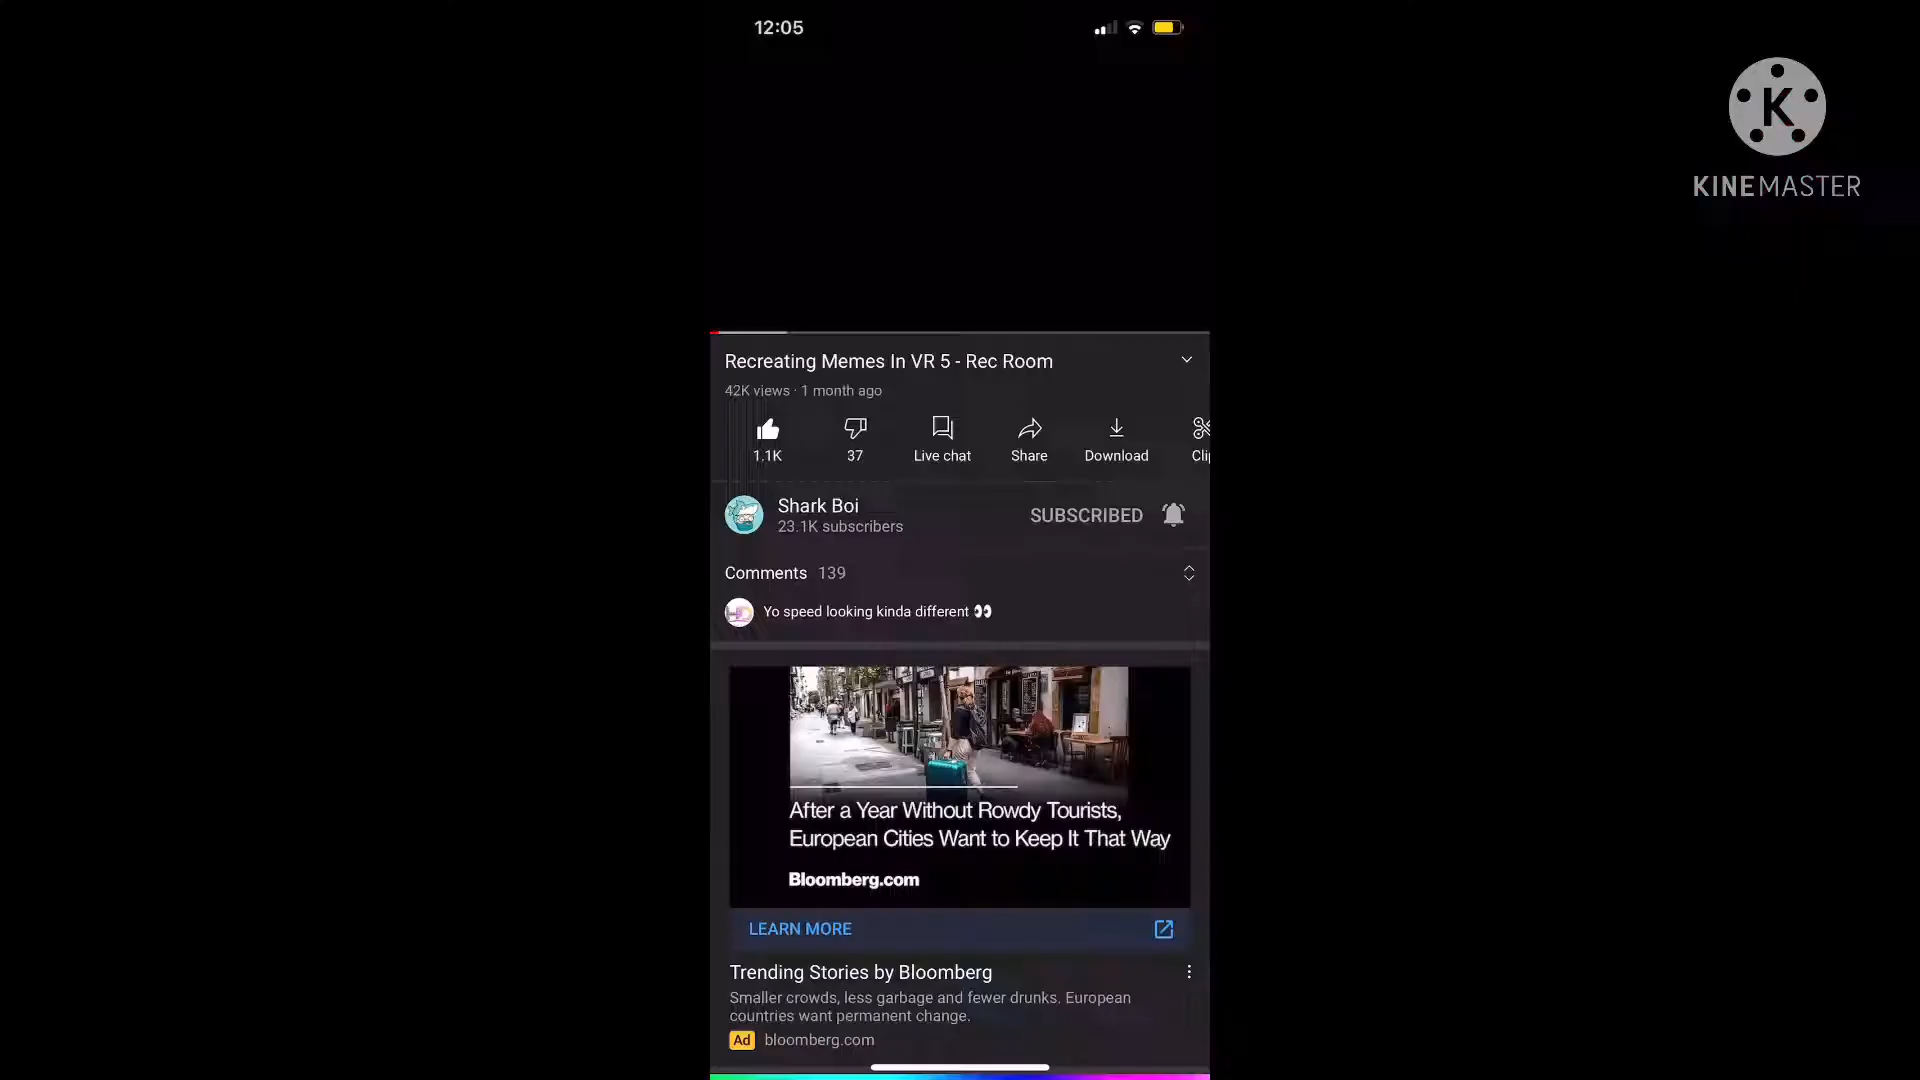 12:05
K
KINEMASTER
Recreating Memes In VR 5 - Rec Room
42K views · 1 month ago
1.1K
37
Live chat
Share
Download
Clip
Shark Boi
23.1K subscribers
SUBSCRIBED
Comments 139
Yo speed looking kinda different 👀
After a Year Without Rowdy Tourists,
European Cities Want to Keep It That Way
Bloomberg.com
LEARN MORE
Trending Stories by Bloomberg
Smaller crowds, less garbage and fewer drunks. European
countries want permanent change.
Ad bloomberg.com